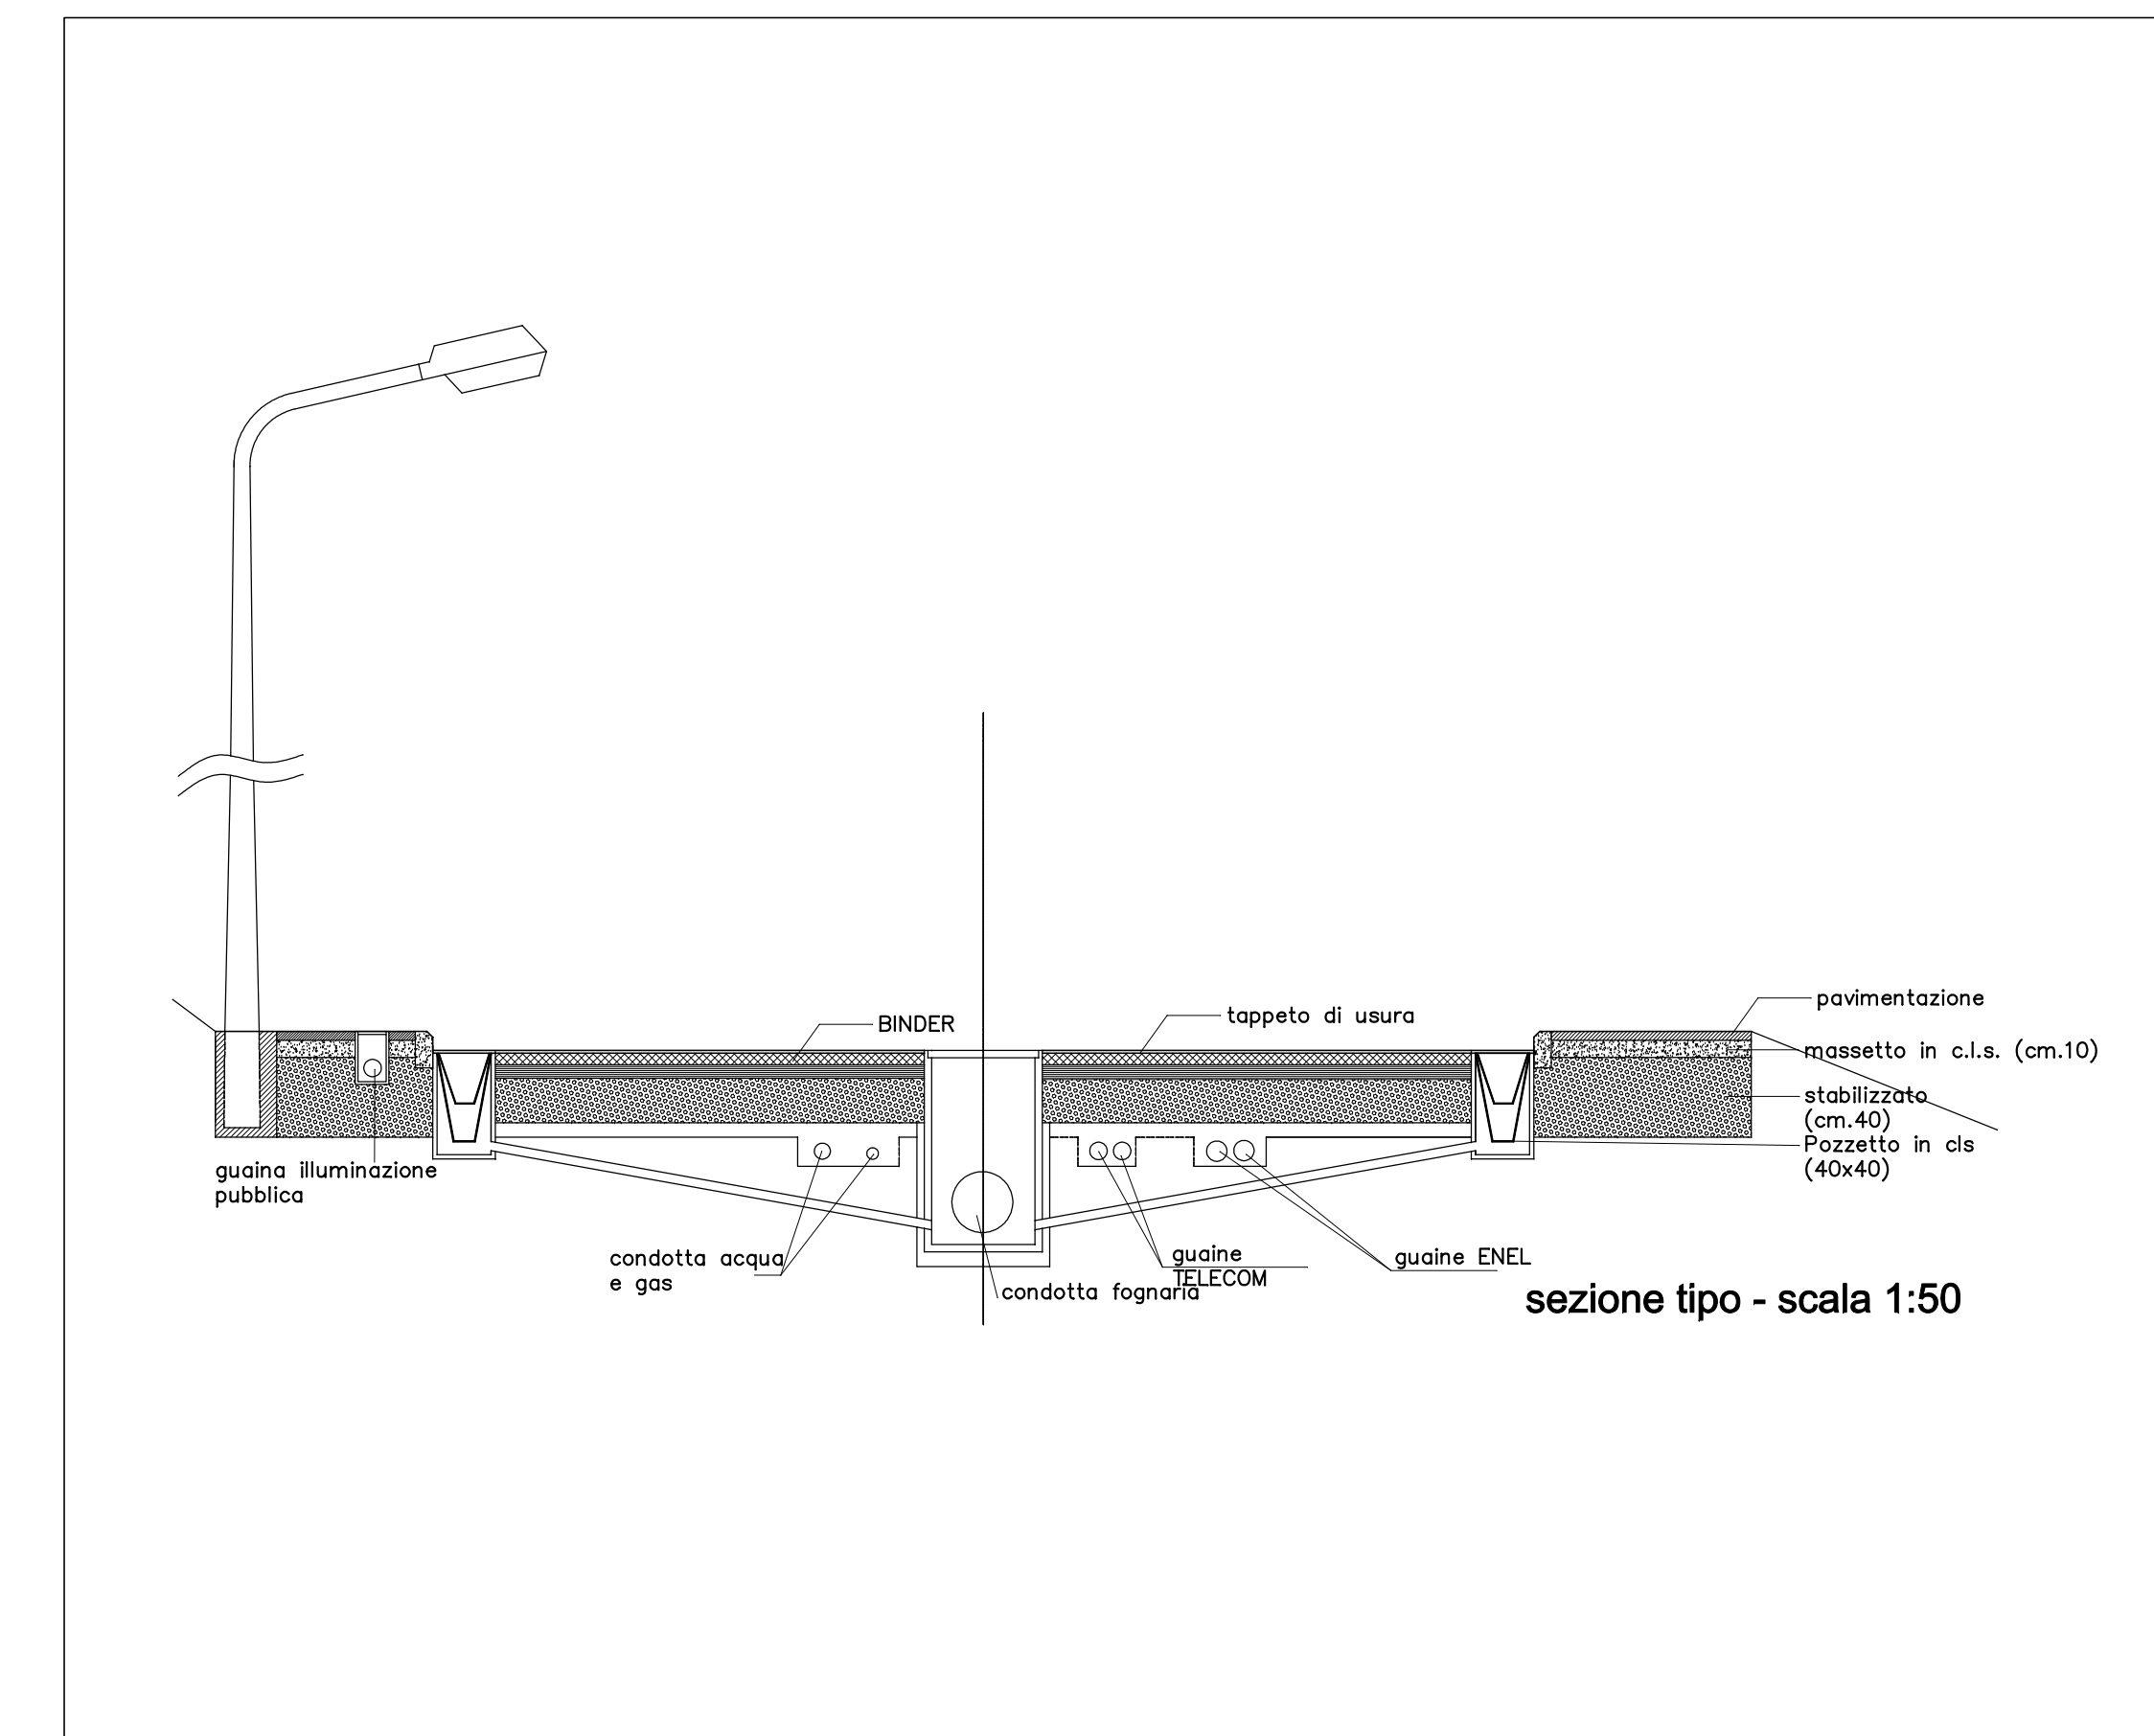 pavimentazione
BINDER
tappeto di usura
massetto in c.l.s. (cm.10)
stabilizzato
(cm.40)
Pozzetto in cls
(40x40)
guaina illuminazione
pubblica
condotta acqua
e gas
condotta fognaria
guaine
TELECOM
guaine ENEL
sezione tipo - scala 1:50